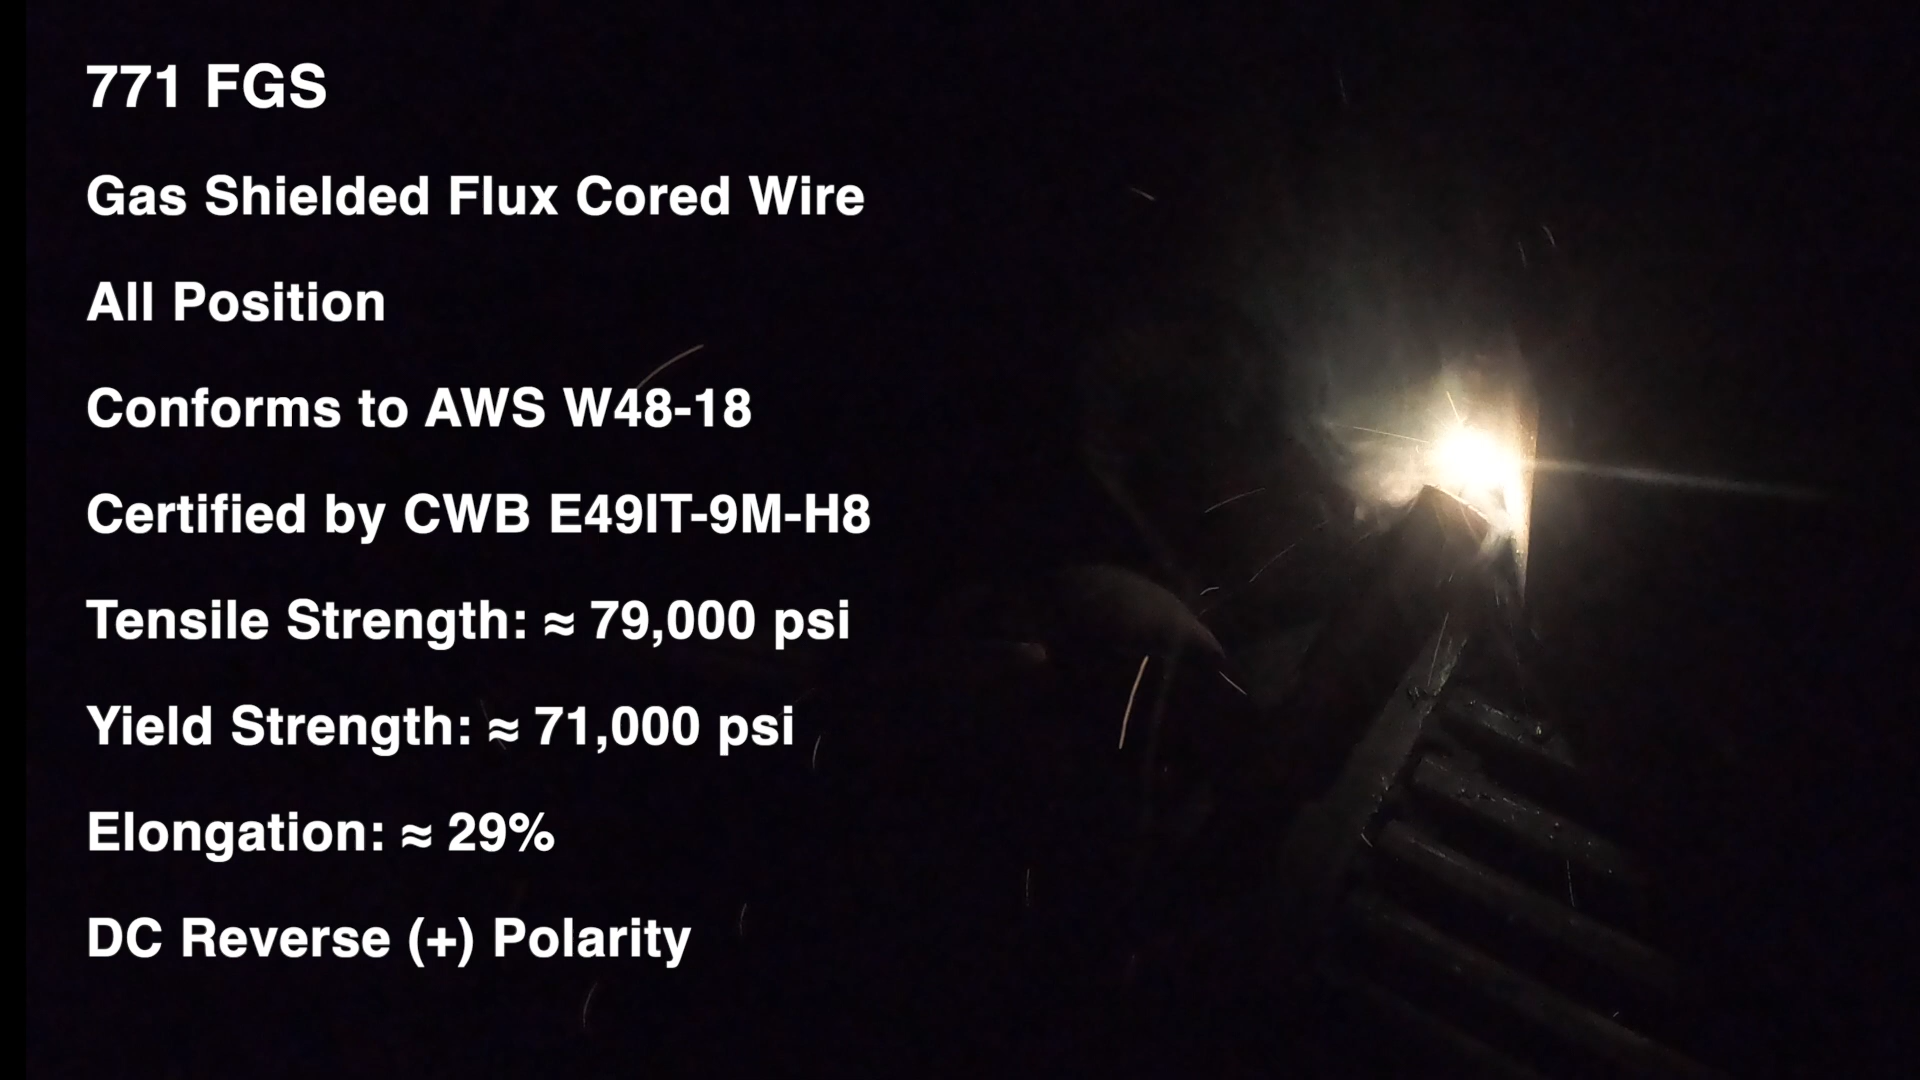 771 FGS
Gas Shielded Flux Cored Wire
All Position
Conforms to AWS W48-18
Certified by CWB E49IT-9M-H8
Tensile Strength: ≈ 79,000 psi
Yield Strength: ≈ 71,000 psi
Elongation: ≈ 29%
DC Reverse (+) Polarity